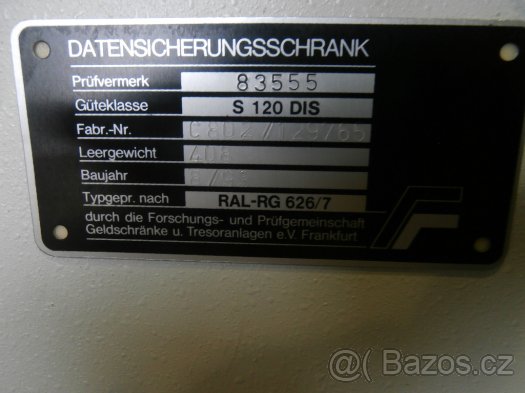 DATENSICHERUNGSSCHRANK
Prüfvermerk 83555
Güteklasse S 120 DIS
Fabr.-Nr.
Leergewicht 408
Baujahr
Typgepr. nach RAL-RG 626/7
durch die Forschungs- und Prüfgemeinschaft
Geldschränke u. Tresoranlagen e.V. Frankfurt
Bazos.cz